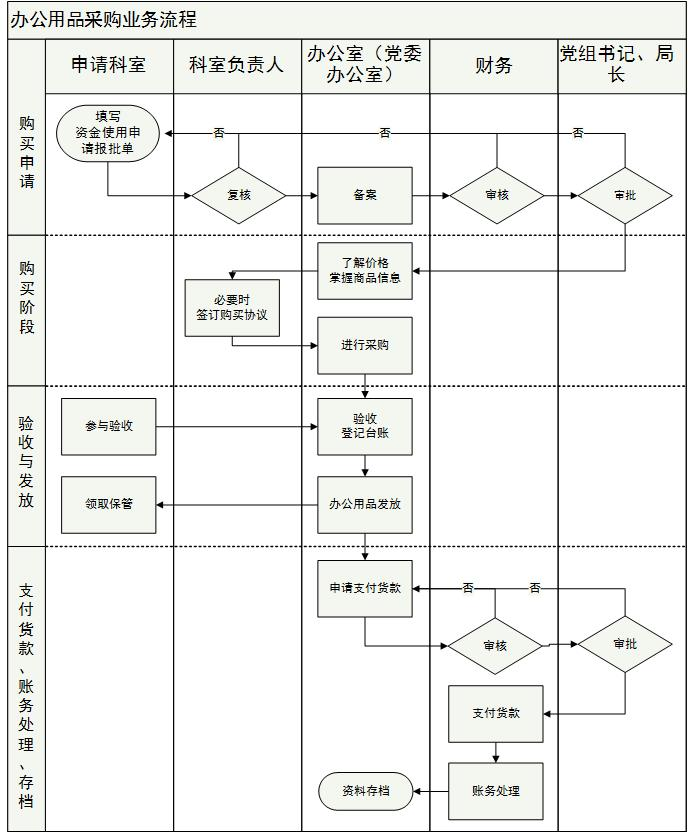 办公用品采购业务流程
申请科室
科室负责人
办公室（党委
办公室）
财务
党组书记、局
长
购买申请
填写
资金使用申
请报批单
否
否
否
复核
备案
审核
审批
购买阶段
了解价格
掌握商品信息
必要时
签订购买协议
进行采购
验收与发放
参与验收
验收
登记台账
领取保管
办公用品发放
支付货款、账务处理、存档
申请支付货款
否
否
审核
审批
支付货款
资料存档
账务处理